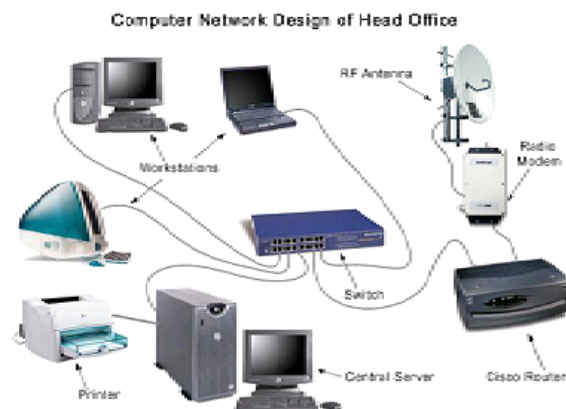 Computer Network Design of Head Office
RF Antenna
Radio
Modem
Workstations
Switch
Printer
Central Server
Cisco Router